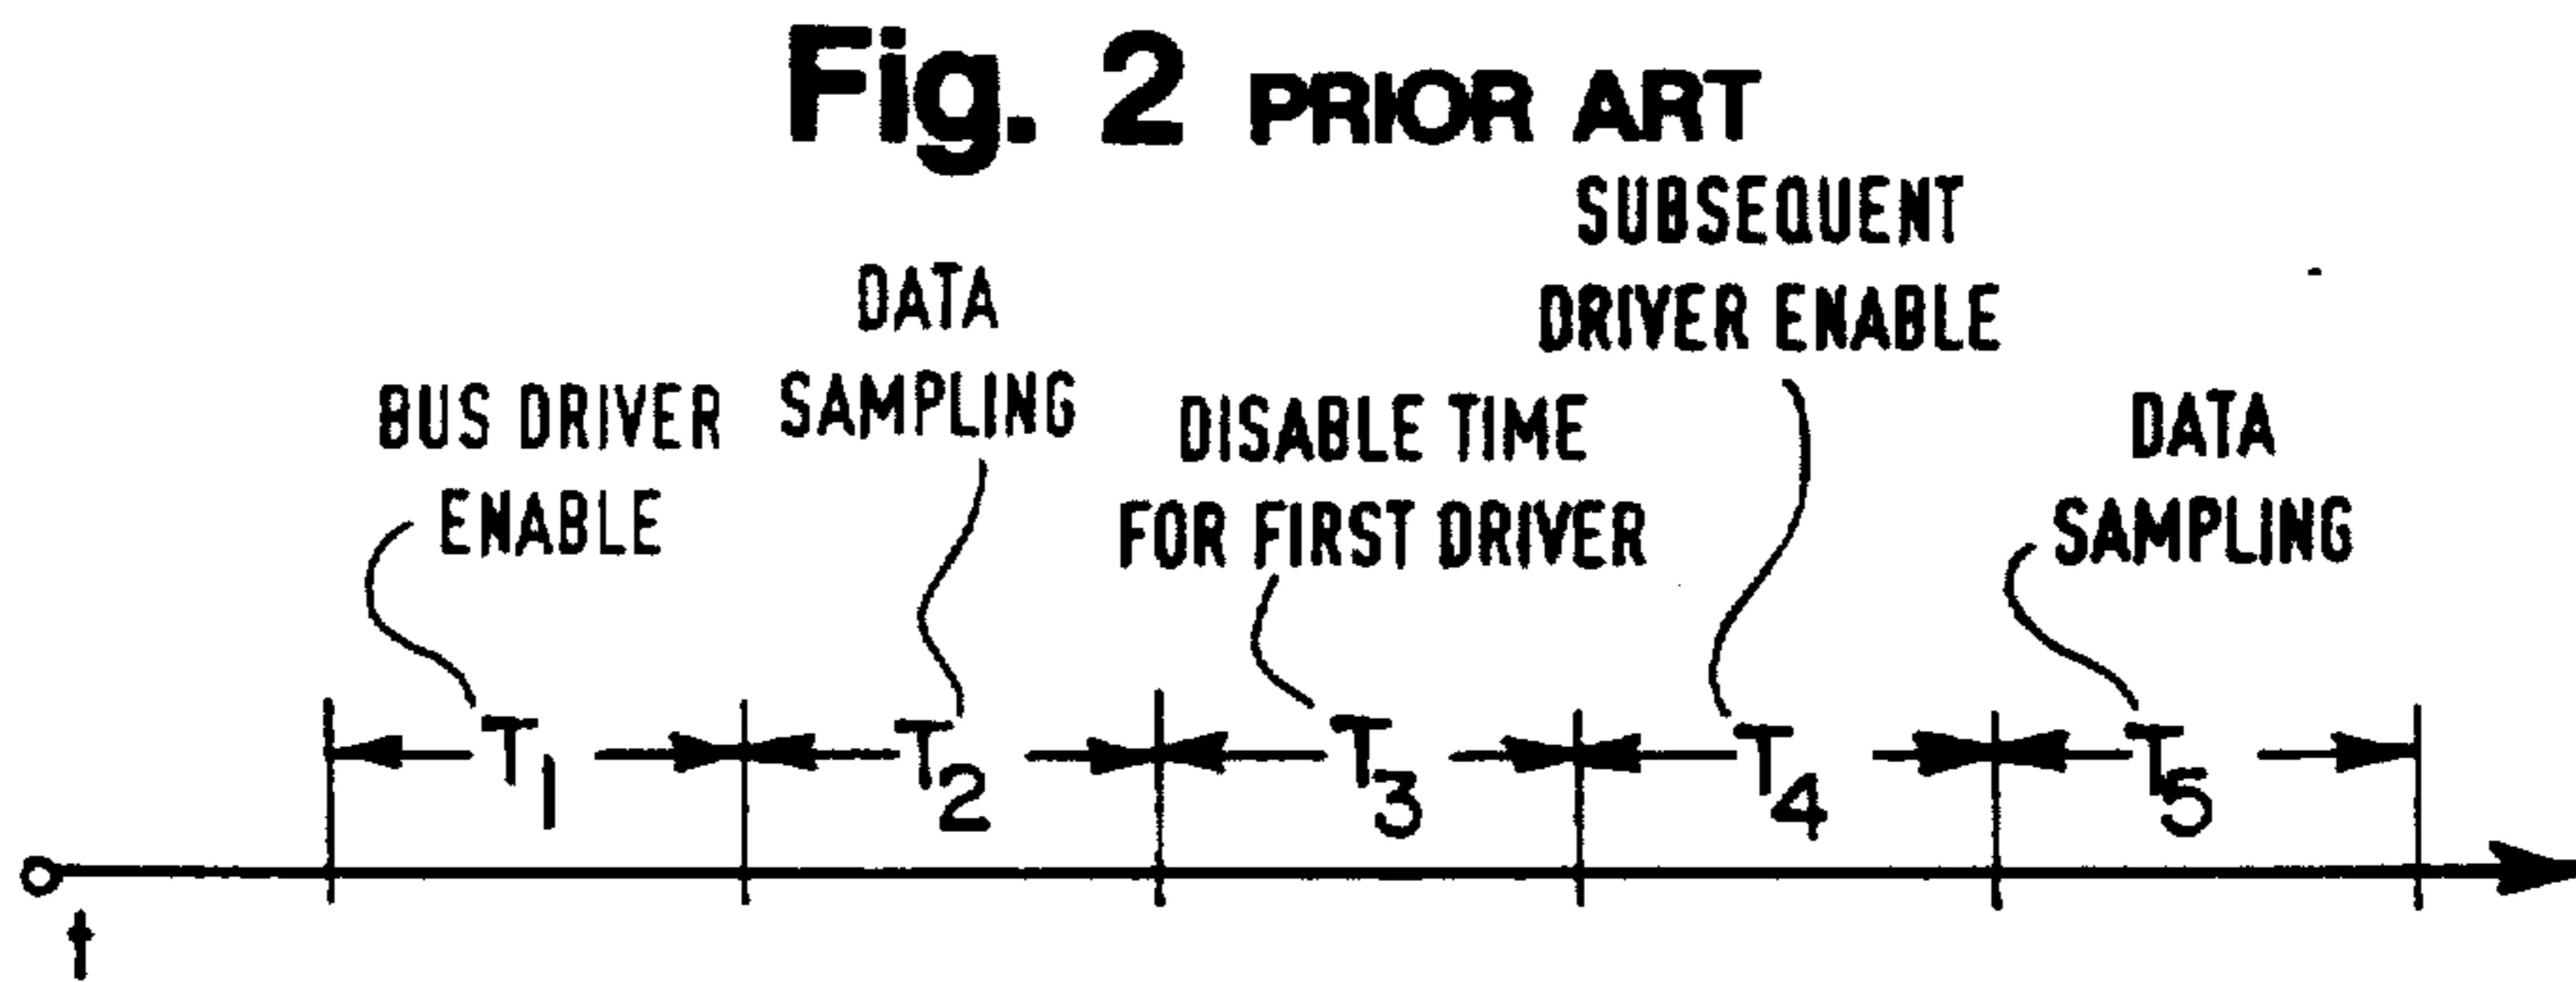 Fig. 2 PRIOR ART
BUS DRIVER
ENABLE
DATA
SAMPLING
DISABLE TIME
FOR FIRST DRIVER
SUBSEQUENT
DRIVER ENABLE
DATA
SAMPLING
T1 T2 T3 T4 T5
t